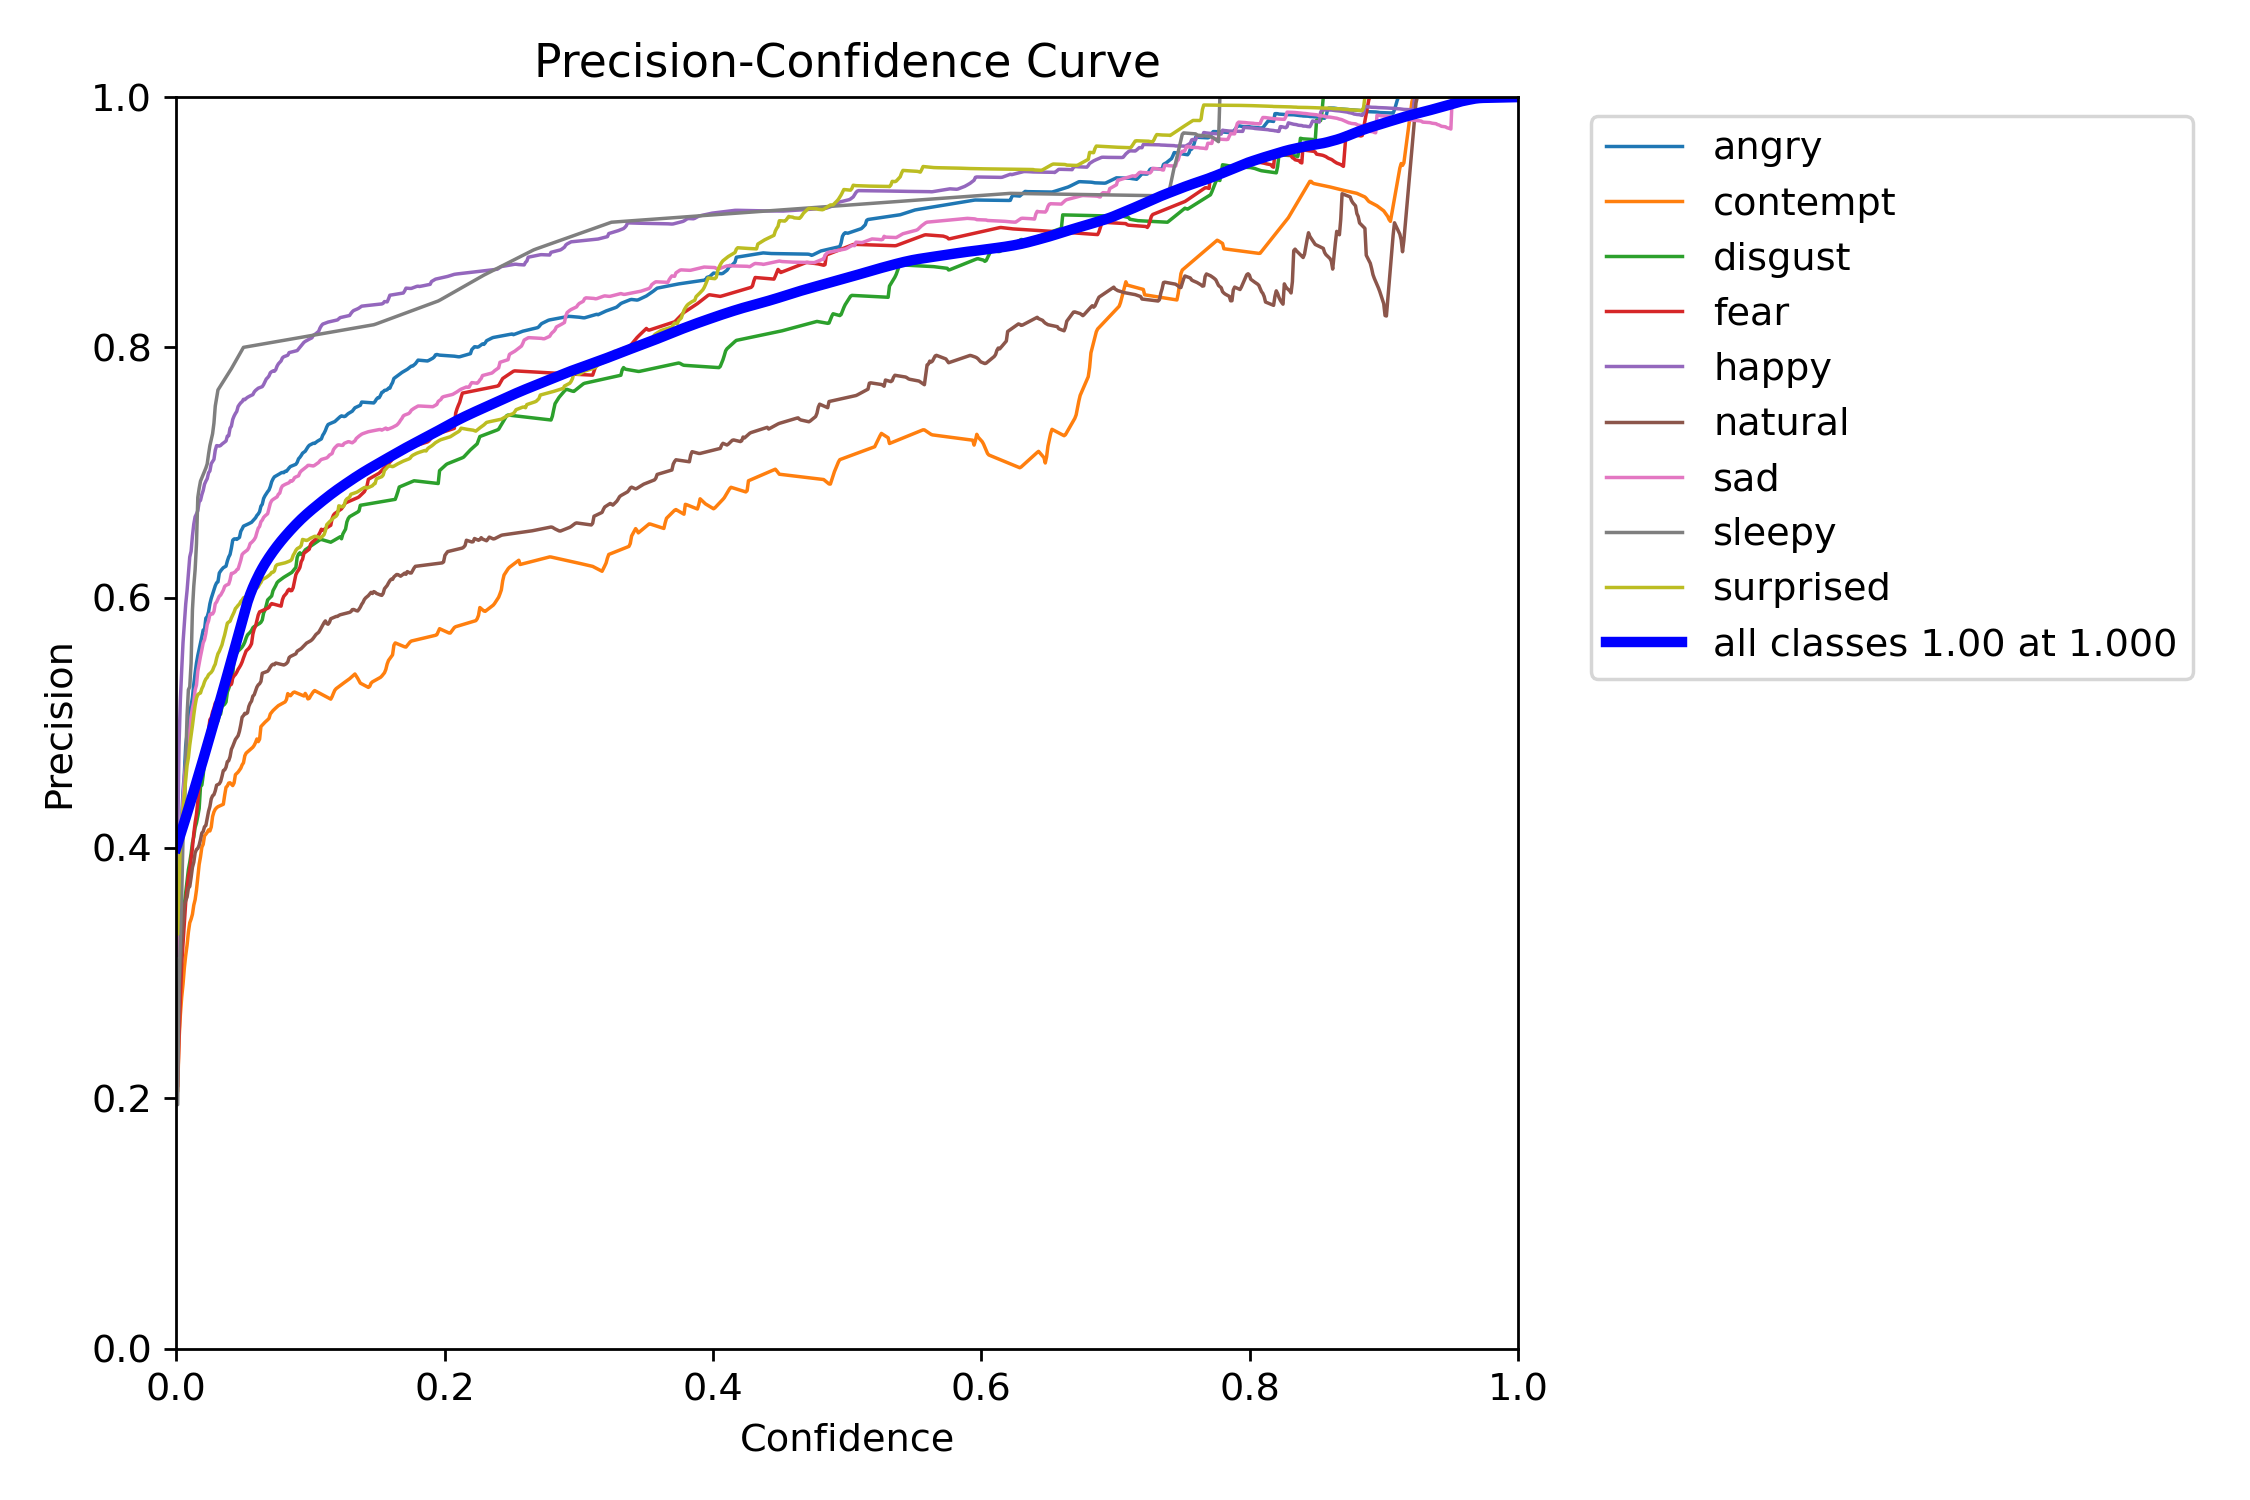 Precision-Confidence Curve
1.0
0.8
0.6
0.4
0.2
0.0
Precision
0.0 0.2 0.4 0.6 0.8 1.0
Confidence
angry
contempt
disgust
fear
happy
natural
sad
sleepy
surprised
all classes 1.00 at 1.000